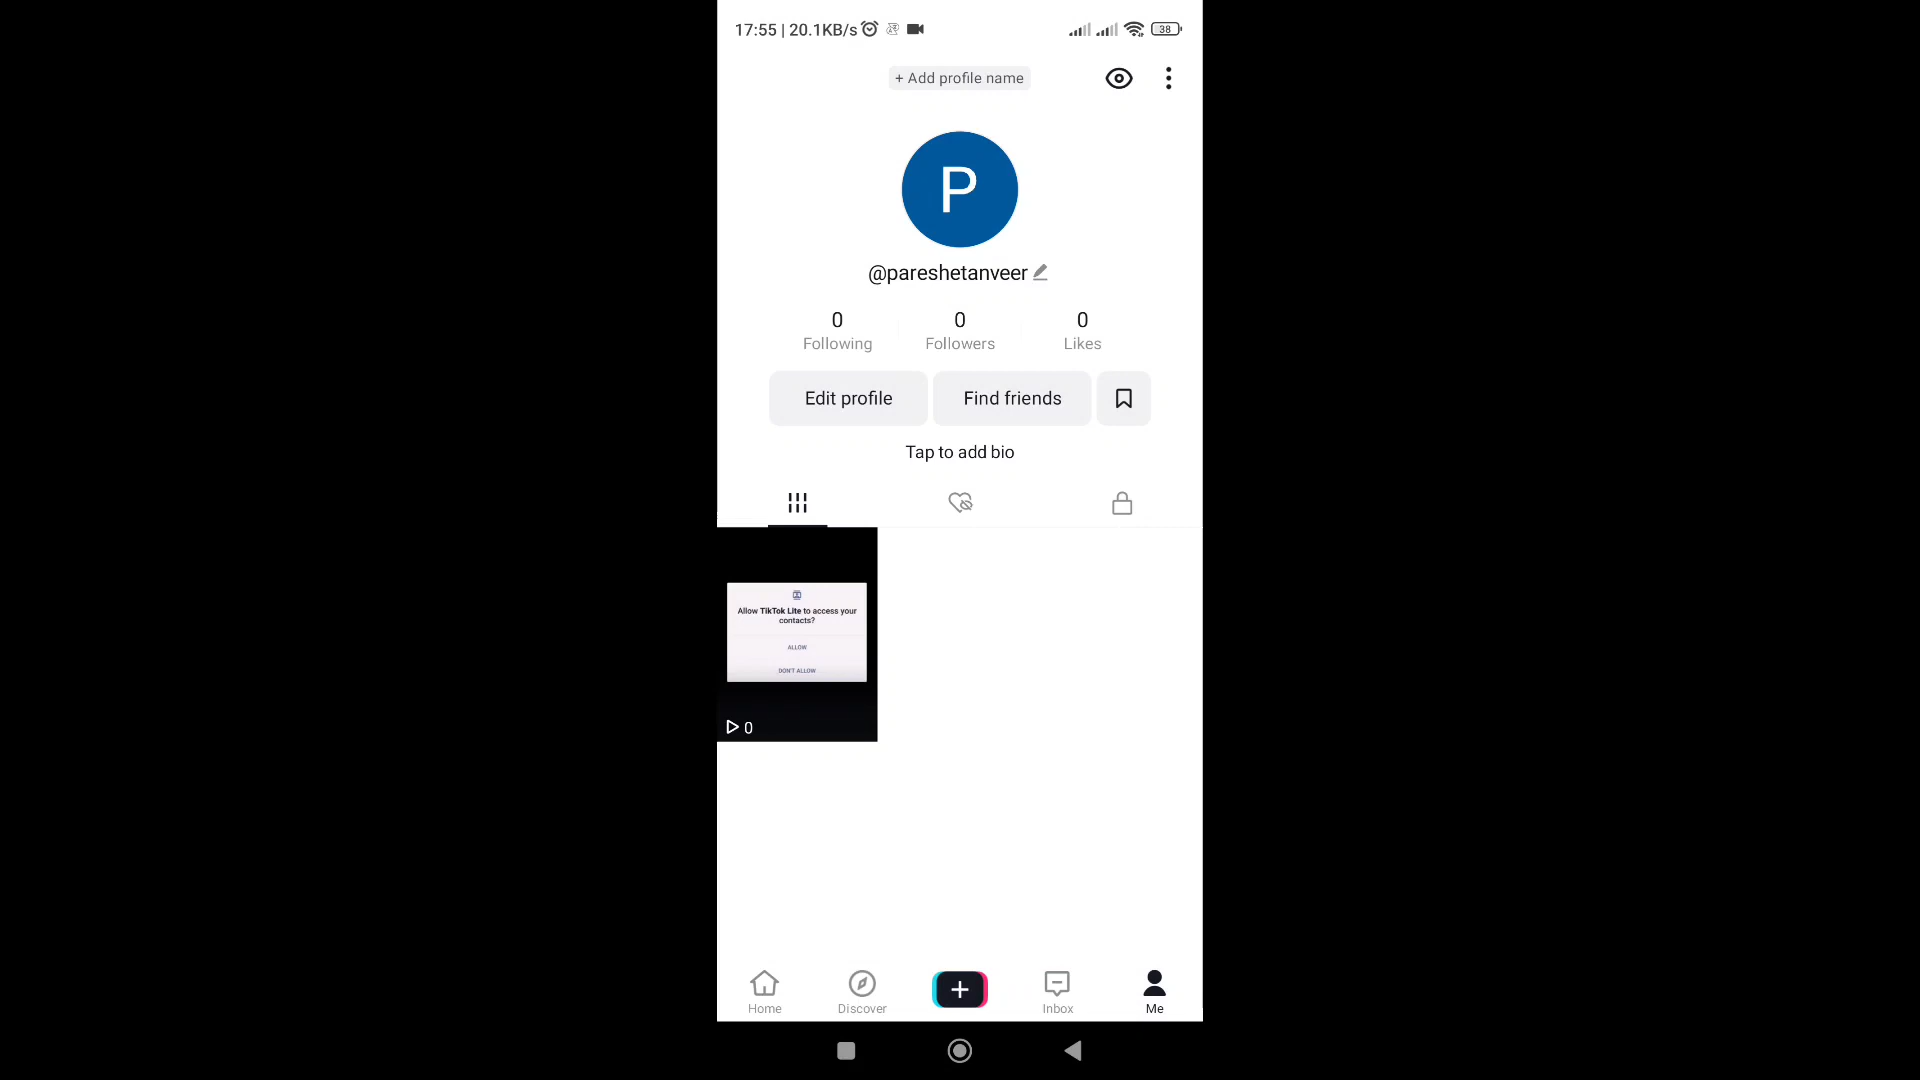 17:55 | 20.1KB/s
38
+ Add profile name
P
@pareshetanveer
0 0 0
Following Followers Likes
Edit profile Find friends
Tap to add bio
Allow TikTok Lite to access your
contacts?
ALLOW
DON'T ALLOW
0
Home Discover Inbox Me